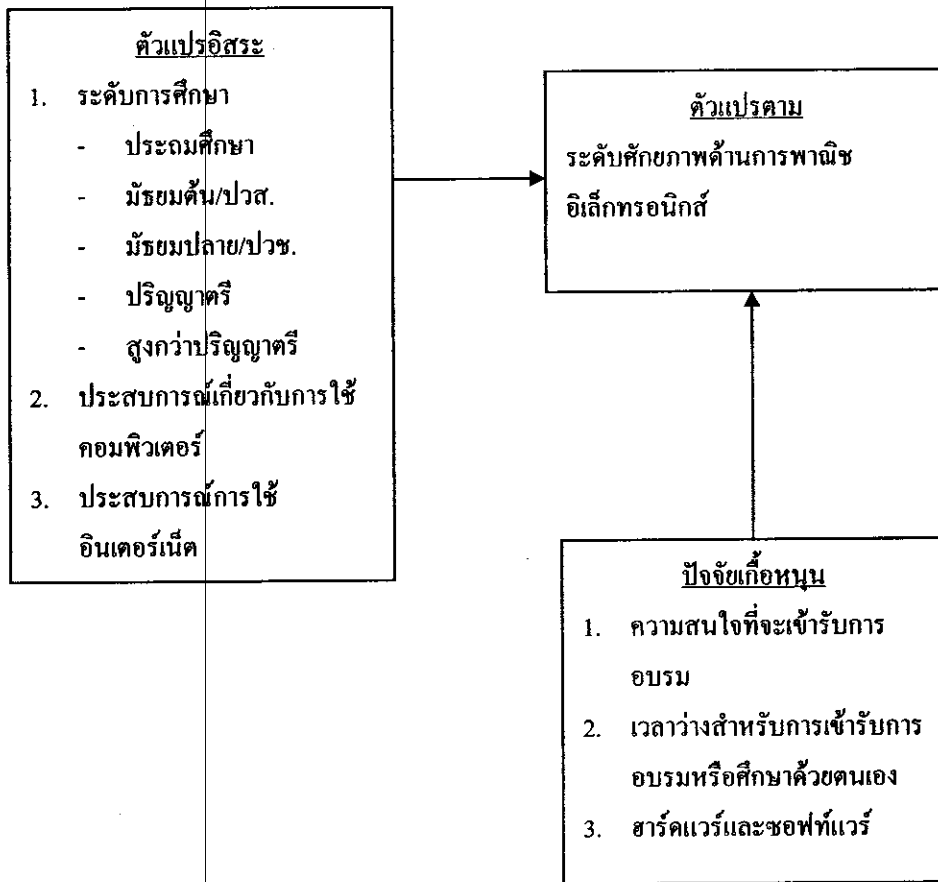 ตัวแปรอิสระ
1. ระดับการศึกษา
- ประถมศึกษา
- มัธยมต้น/ปวส.
- มัธยมปลาย/ปวช.
- ปริญญาตรี
- สูงกว่าปริญญาตรี
2. ประสบการณ์เกี่ยวกับการใช้
คอมพิวเตอร์
3. ประสบการณ์การใช้
อินเตอร์เน็ต
ตัวแปรตาม
ระดับศักยภาพด้านการพาณิช
อิเล็กทรอนิกส์
ปัจจัยเกื้อหนุน
1. ความสนใจที่จะเข้ารับการ
อบรม
2. เวลาว่างสำหรับการเข้ารับการ
อบรมหรือศึกษาด้วยตนเอง
3. ฮาร์ดแวร์และซอฟท์แวร์